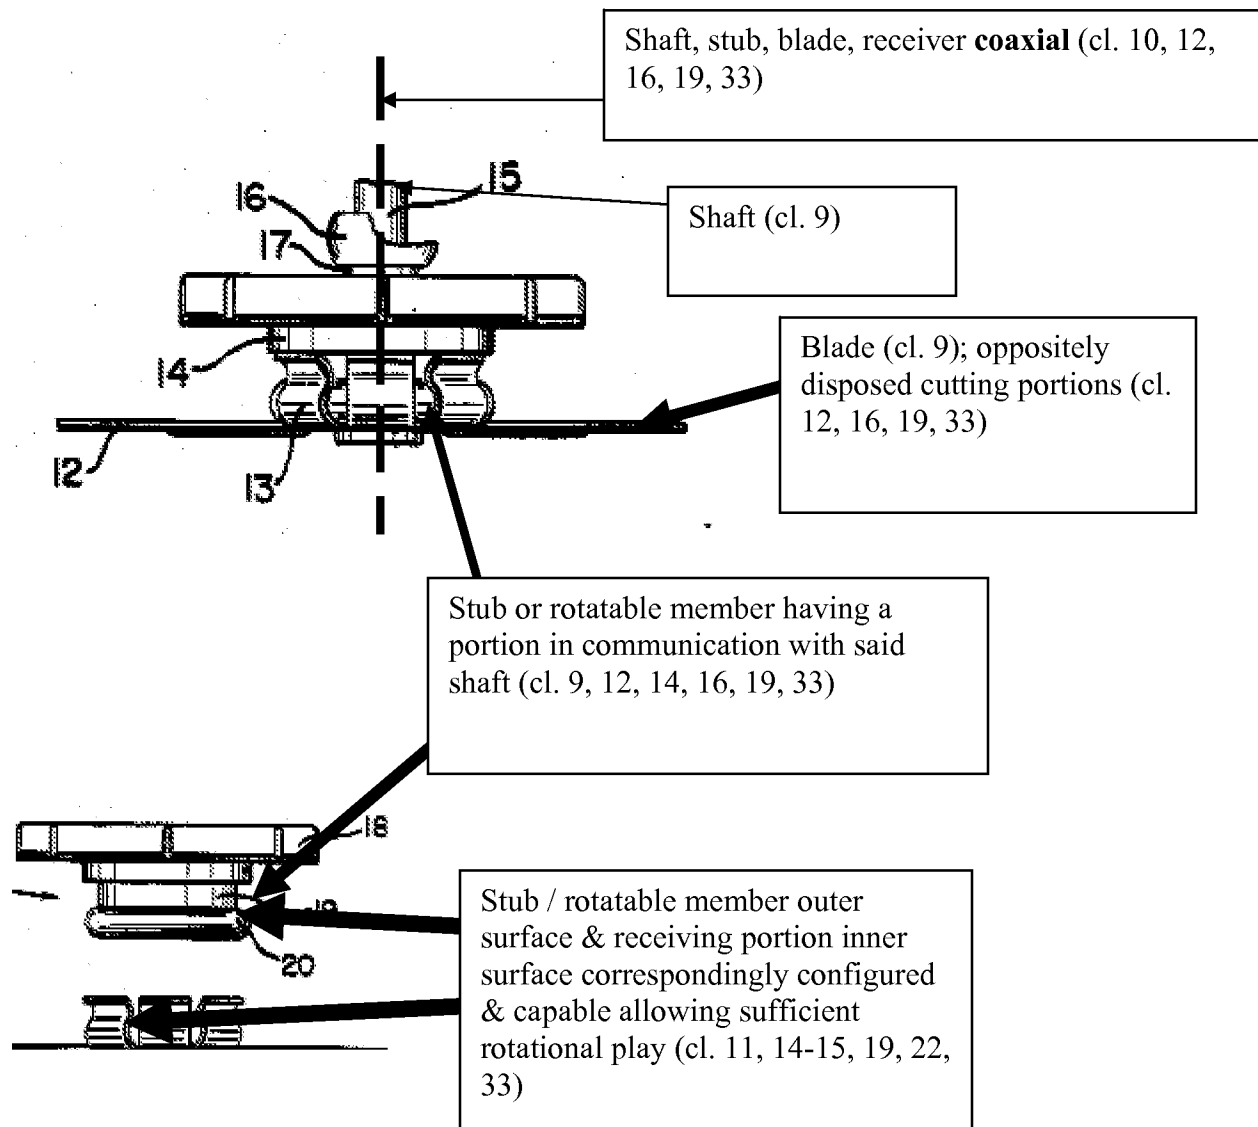 Shaft, stub, blade, receiver coaxial (cl. 10, 12,
16, 19, 33)
15
16
Shaft (cl. 9)
17
Blade (cl. 9); oppositely
disposed cutting portions (cl.
12, 16, 19, 33)
14
12
13
Stub or rotatable member having a
portion in communication with said
shaft (cl. 9, 12, 14, 16, 19, 33)
18
Stub / rotatable member outer
surface & receiving portion inner
surface correspondingly configured
& capable allowing sufficient
rotational play (cl. 11, 14-15, 19, 22,
33)
20